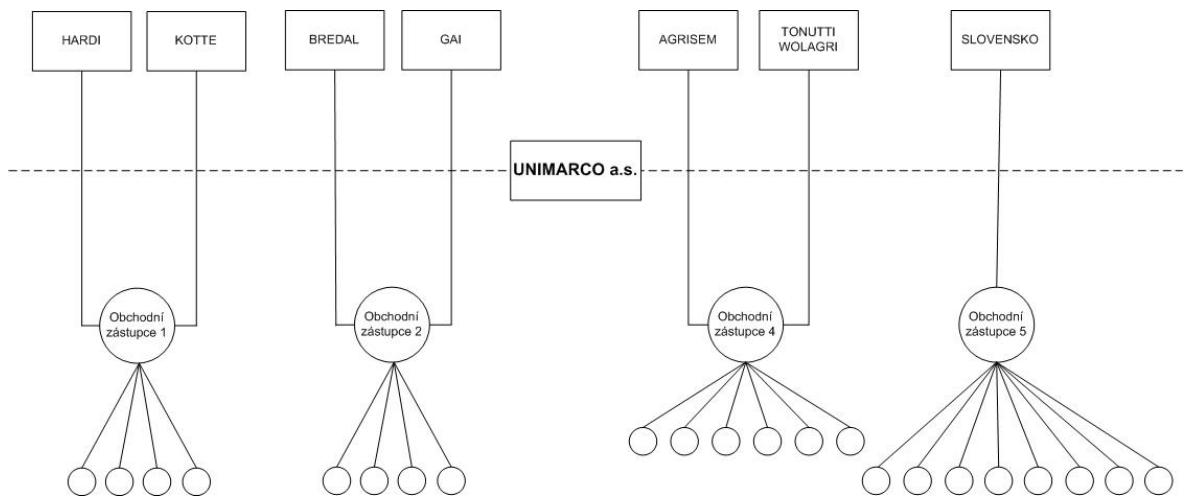 HARDI
KOTTE
BREDAL
GAI
AGRISEM
TONUTTI
WOLAGRI
SLOVENSKO
UNIMARCO a.s.
Obchodní
zástupce 1
Obchodní
zástupce 2
Obchodní
zástupce 4
Obchodní
zástupce 5